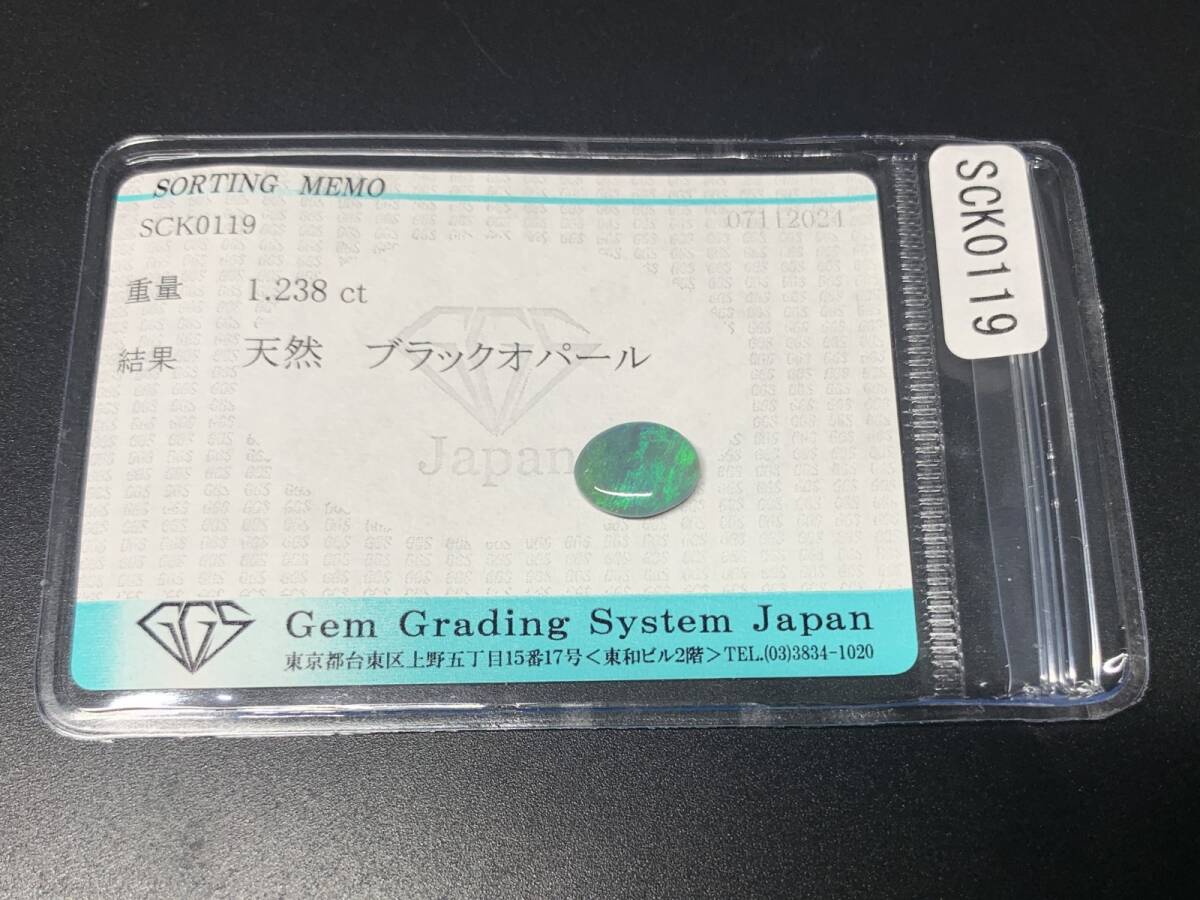 SORTING MEMO
SCK0119 07112024
重量 1.238 ct
結果 天然 ブラックオパール
Japan
GGS Gem Grading System Japan
東京都台東区上野五丁目15番17号<東和ビル2階>TEL.(03)3834-1020
SCK0119